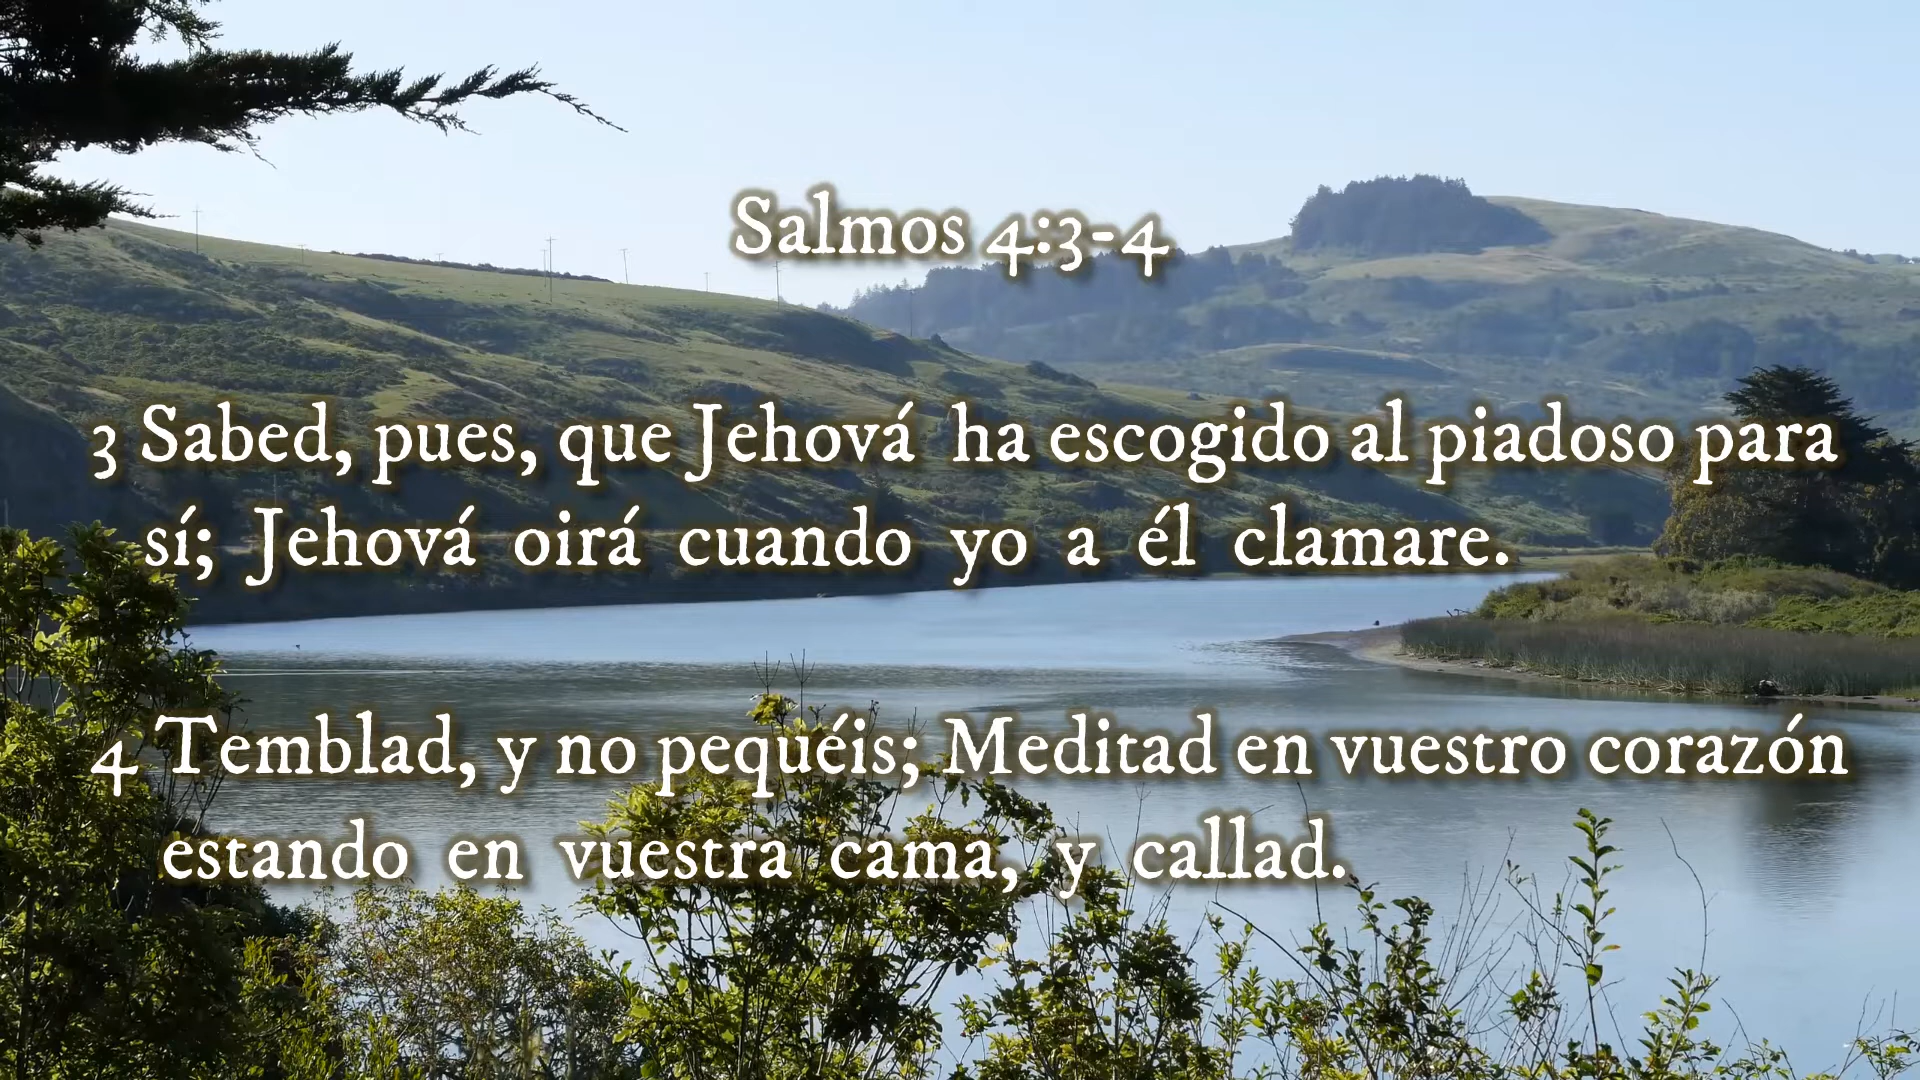 Salmos 4:3-4
3 Sabed, pues, que Jehová ha escogido al piadoso para
sí; Jehová oirá cuando yo a él clamare.
4 Temblad, y no pequéis; Meditad en vuestro corazón
estando en vuestra cama, y callad.